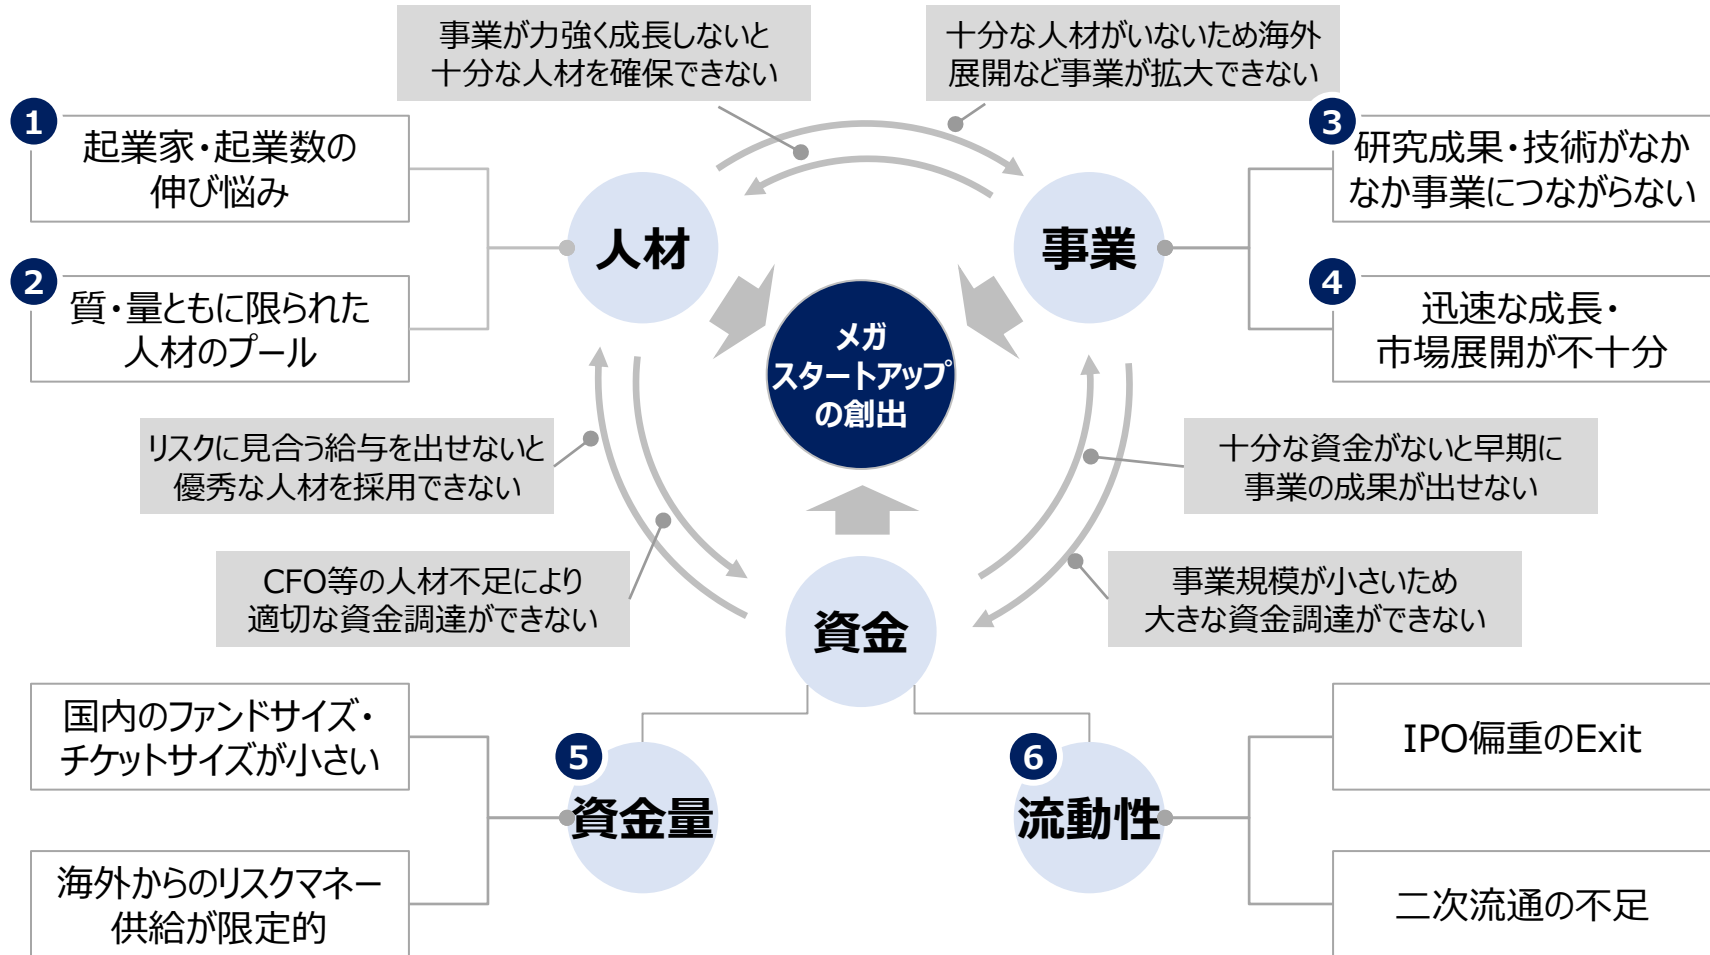 事業が力強く成長しないと
十分な人材を確保できない
十分な人材がいないため海外
展開など事業が拡大できない
1
起業家・起業数の
伸び悩み
2
質・量ともに限られた
人材のプール
人材
事業
3
研究成果・技術がなか
なか事業につながらない
4
迅速な成長・
市場展開が不十分
メガ
スタートアップ
の創出
リスクに見合う給与を出せないと
優秀な人材を採用できない
十分な資金がないと早期に
事業の成果が出せない
CFO等の人材不足により
適切な資金調達ができない
事業規模が小さいため
大きな資金調達ができない
資金
国内のファンドサイズ・
チケットサイズが小さい
海外からのリスクマネー
供給が限定的
5
資金量
6
流動性
IPO偏重のExit
二次流通の不足